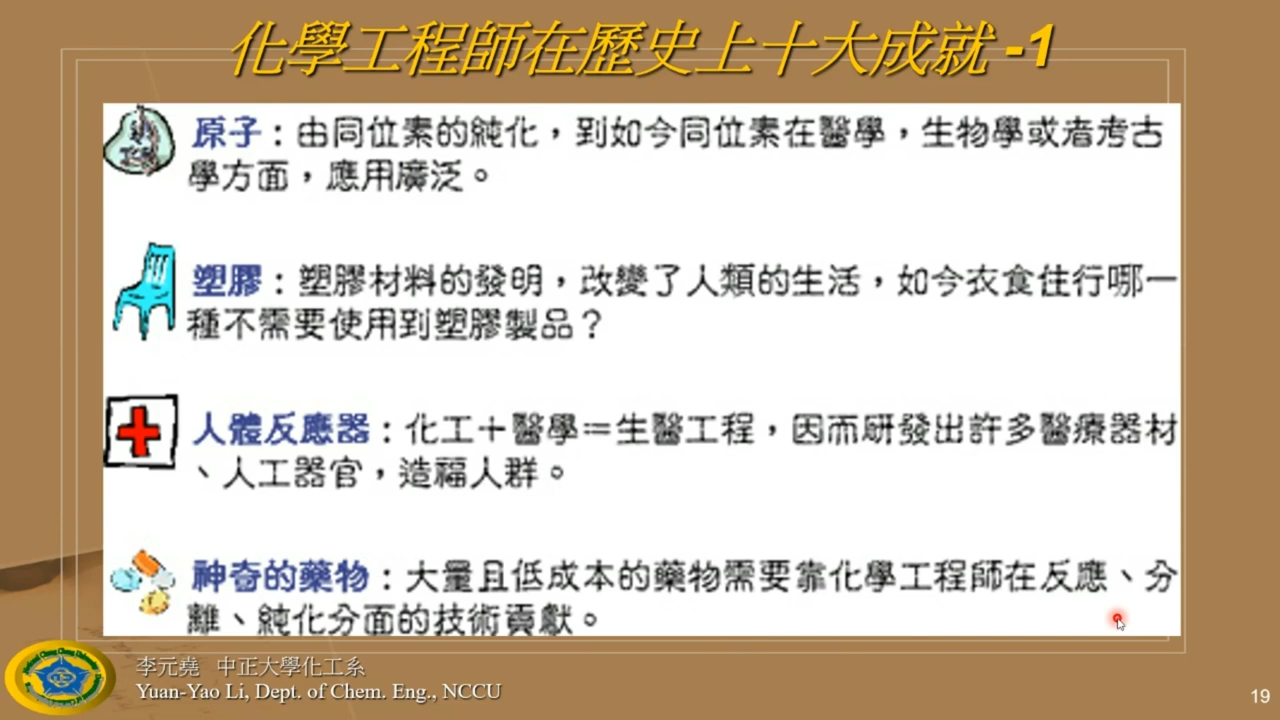 化學工程師在歷史上十大成就 -1
原子：由同位素的純化，到如今同位素在醫學，生物學或者考古
學方面，應用廣泛。
塑膠：塑膠材料的發明，改變了人類的生活，如今衣食住行哪一
種不需要使用到塑膠製品？
人體反應器：化工＋醫學＝生醫工程，因而研發出許多醫療器材
、人工器官，造福人群。
神奇的藥物：大量且低成本的藥物需要靠化學工程師在反應、分
離、純化分面的技術貢獻。
李元堯 中正大學化工系
Yuan-Yao Li, Dept. of Chem. Eng., NCCU
19